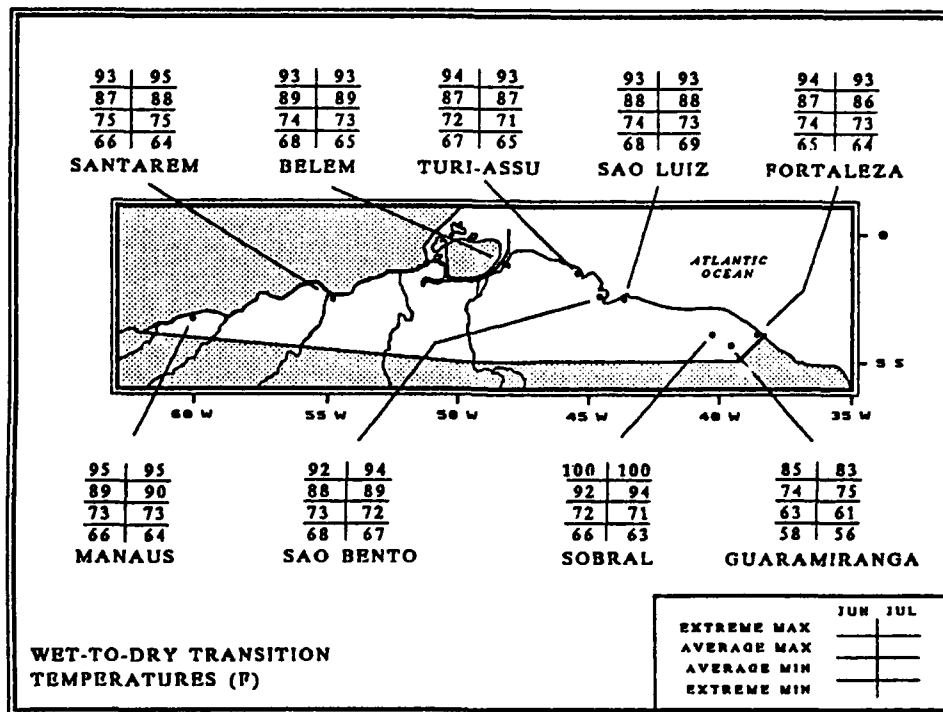 93 95
87 88
75 75
66 64
SANTAREM
93 93
89 89
74 73
68 65
BELEM
94 93
87 87
72 71
67 65
TURI-ASSU
93 93
88 88
74 73
68 69
SAO LUIZ
94 93
87 86
74 73
65 64
FORTALEZA
ATLANTIC
OCEAN
0
5 S
60 W 55 W 50 W 45 W 40 W 35 W
95 95
89 90
73 73
66 64
MANAUS
92 94
88 89
73 72
68 67
SAO BENTO
100 100
92 94
72 71
66 63
SOBRAL
85 83
74 75
63 61
58 56
GUARAMIRANGA
WET-TO-DRY TRANSITION
TEMPERATURES (F)
JUN JUL
EXTREME MAX
AVERAGE MAX
AVERAGE MIN
EXTREME MIN